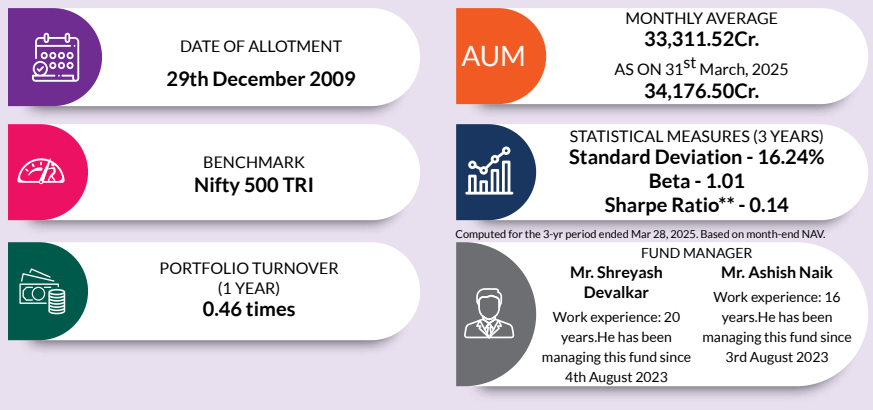 DATE OF ALLOTMENT
29th December 2009
AUM
MONTHLY AVERAGE
33,311.52Cr.
AS ON 31st March, 2025
34,176.50Cr.
BENCHMARK
Nifty 500 TRI
STATISTICAL MEASURES (3 YEARS)
Standard Deviation - 16.24%
Beta - 1.01
Sharpe Ratio** - 0.14
Computed for the 3-yr period ended Mar 28, 2025. Based on month-end NAV.
PORTFOLIO TURNOVER
(1 YEAR)
0.46 times
FUND MANAGER
Mr. Shreyash
Devalkar
Work experience: 20
years.He has been
managing this fund since
4th August 2023
Mr. Ashish Naik
Work experience: 16
years.He has been
managing this fund since
3rd August 2023